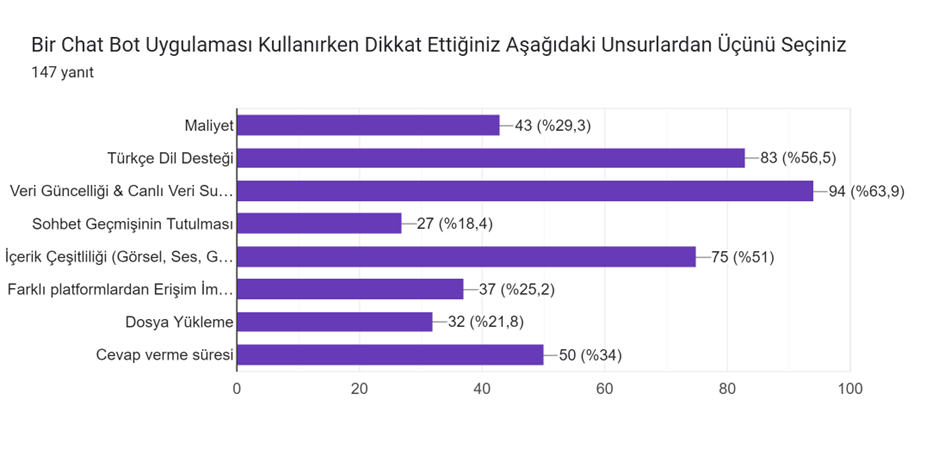 Bir Chat Bot Uygulaması Kullanırken Dikkat Ettiğiniz Aşağıdaki Unsurlardan Üçünü Seçiniz
147 yanıt
Maliyet 43 (%29,3)
Türkçe Dil Desteği 83 (%56,5)
Veri Güncelliği & Canlı Veri Su… 94 (%63,9)
Sohbet Geçmişinin Tutulması 27 (%18,4)
İçerik Çeşitliliği (Görsel, Ses, G… 75 (%51)
Farklı platformlardan Erişim İm… 37 (%25,2)
Dosya Yükleme 32 (%21,8)
Cevap verme süresi 50 (%34)
0 20 40 60 80 100